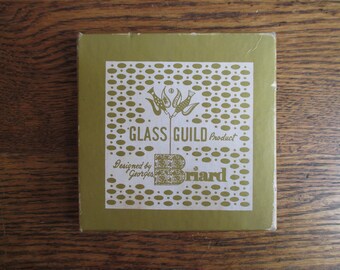 GLASS GUILD Product
Designed by
Georges Briard